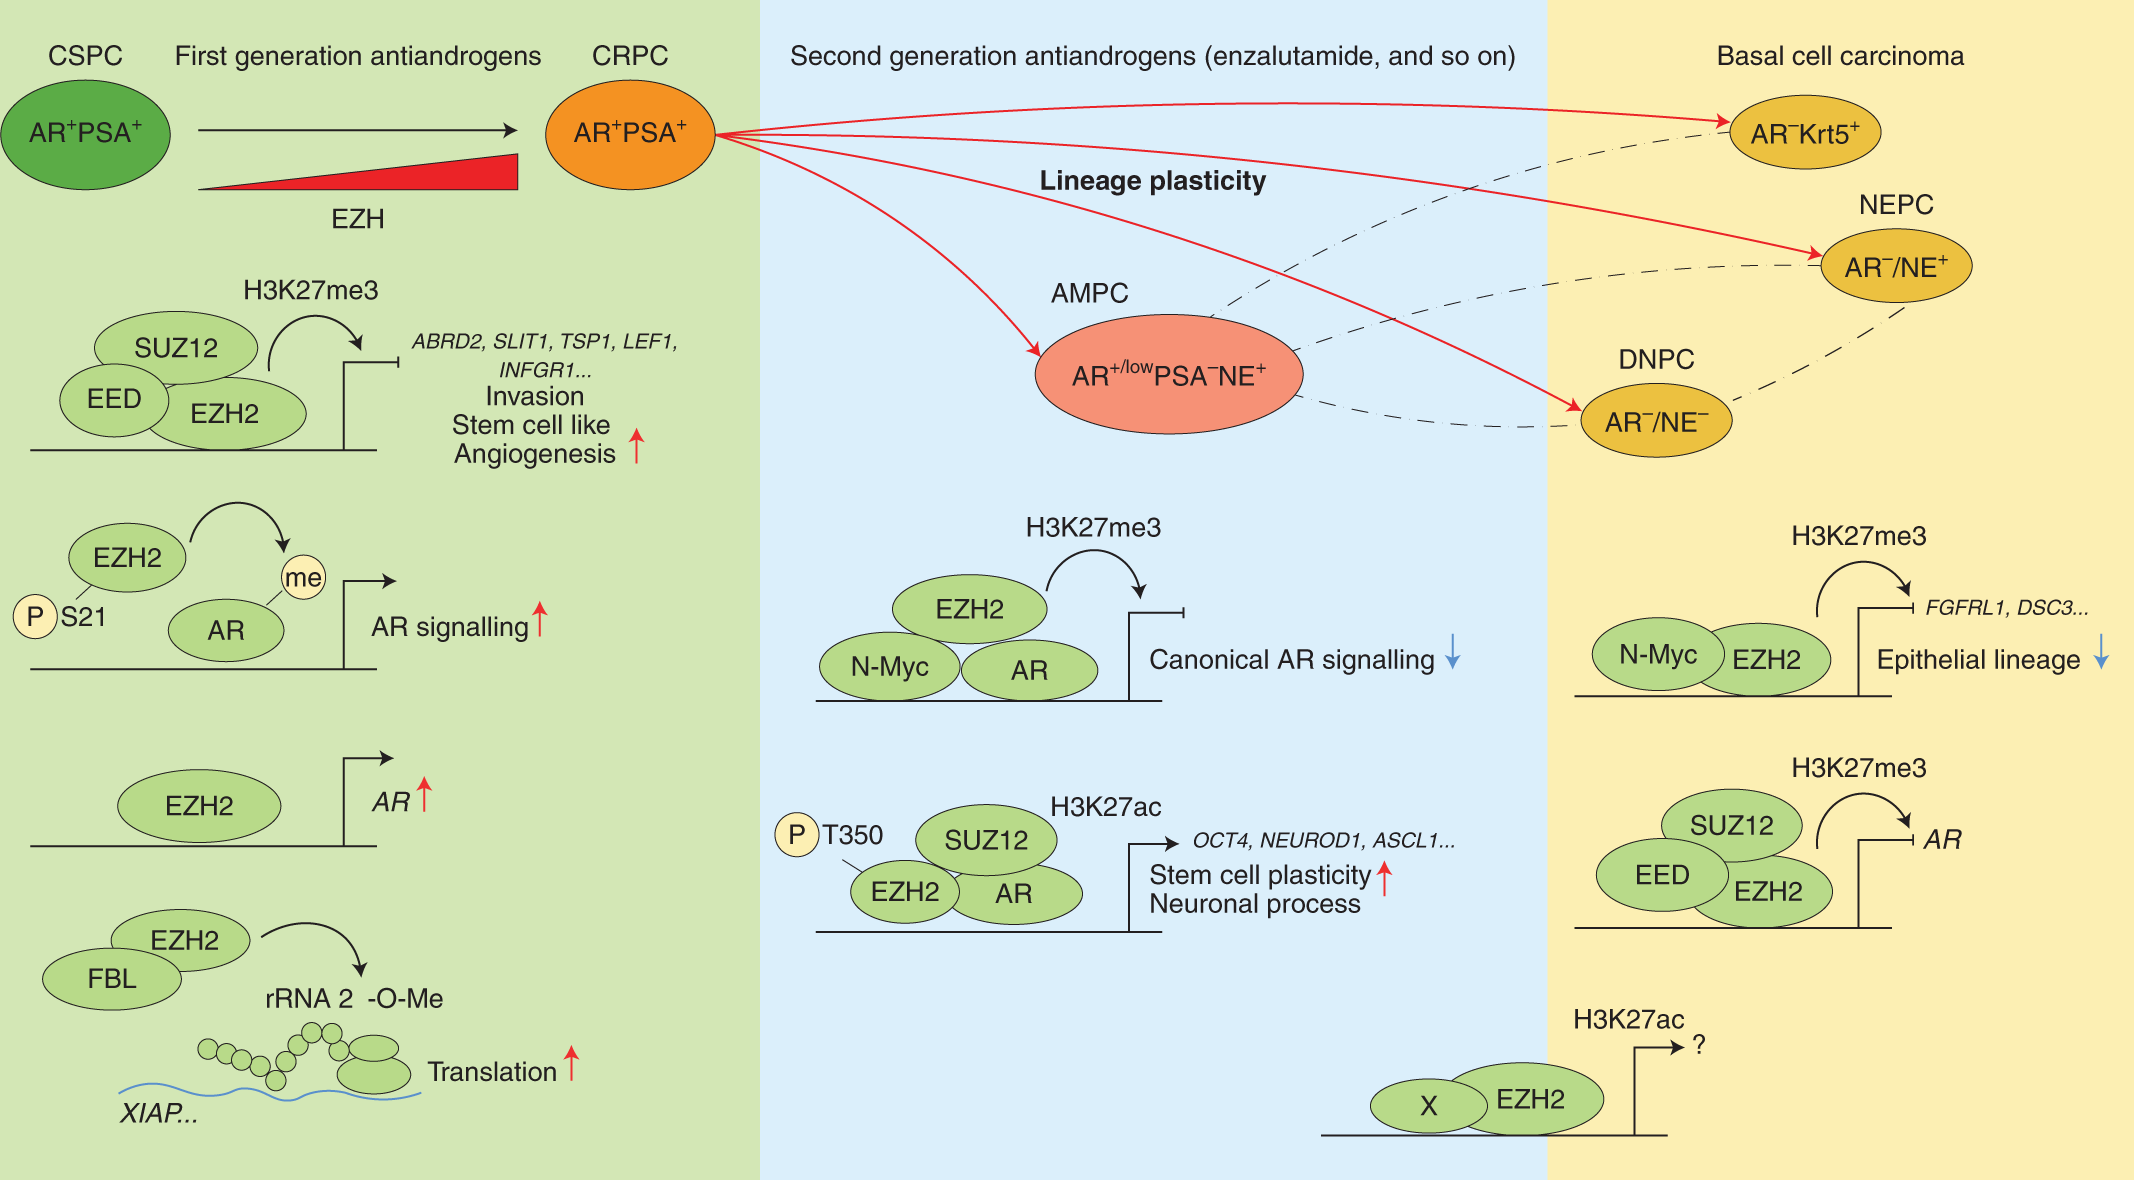 CSPC
First generation antiandrogens
CRPC
AR⁺PSA⁺
AR⁺PSA⁺
EZH
H3K27me3
SUZ12
EED
EZH2
ABRD2, SLIT1, TSP1, LEF1,
INFGR1...
Invasion
Stem cell like
Angiogenesis
EZH2
P
S21
me
AR
AR signalling
EZH2
AR
EZH2
FBL
rRNA 2 -O-Me
Translation
XIAP...
Second generation antiandrogens (enzalutamide, and so on)
Lineage plasticity
AMPC
AR⁺/ˡᵒʷPSA⁻NE⁺
H3K27me3
EZH2
N-Myc
AR
Canonical AR signalling
P
T350
H3K27ac
SUZ12
EZH2
AR
OCT4, NEUROD1, ASCL1...
Stem cell plasticity
Neuronal process
Basal cell carcinoma
AR⁻Krt5⁺
NEPC
AR⁻/NE⁺
DNPC
AR⁻/NE⁻
H3K27me3
N-Myc
EZH2
FGFRL1, DSC3...
Epithelial lineage
H3K27me3
SUZ12
EED
EZH2
AR
H3K27ac
?
X
EZH2